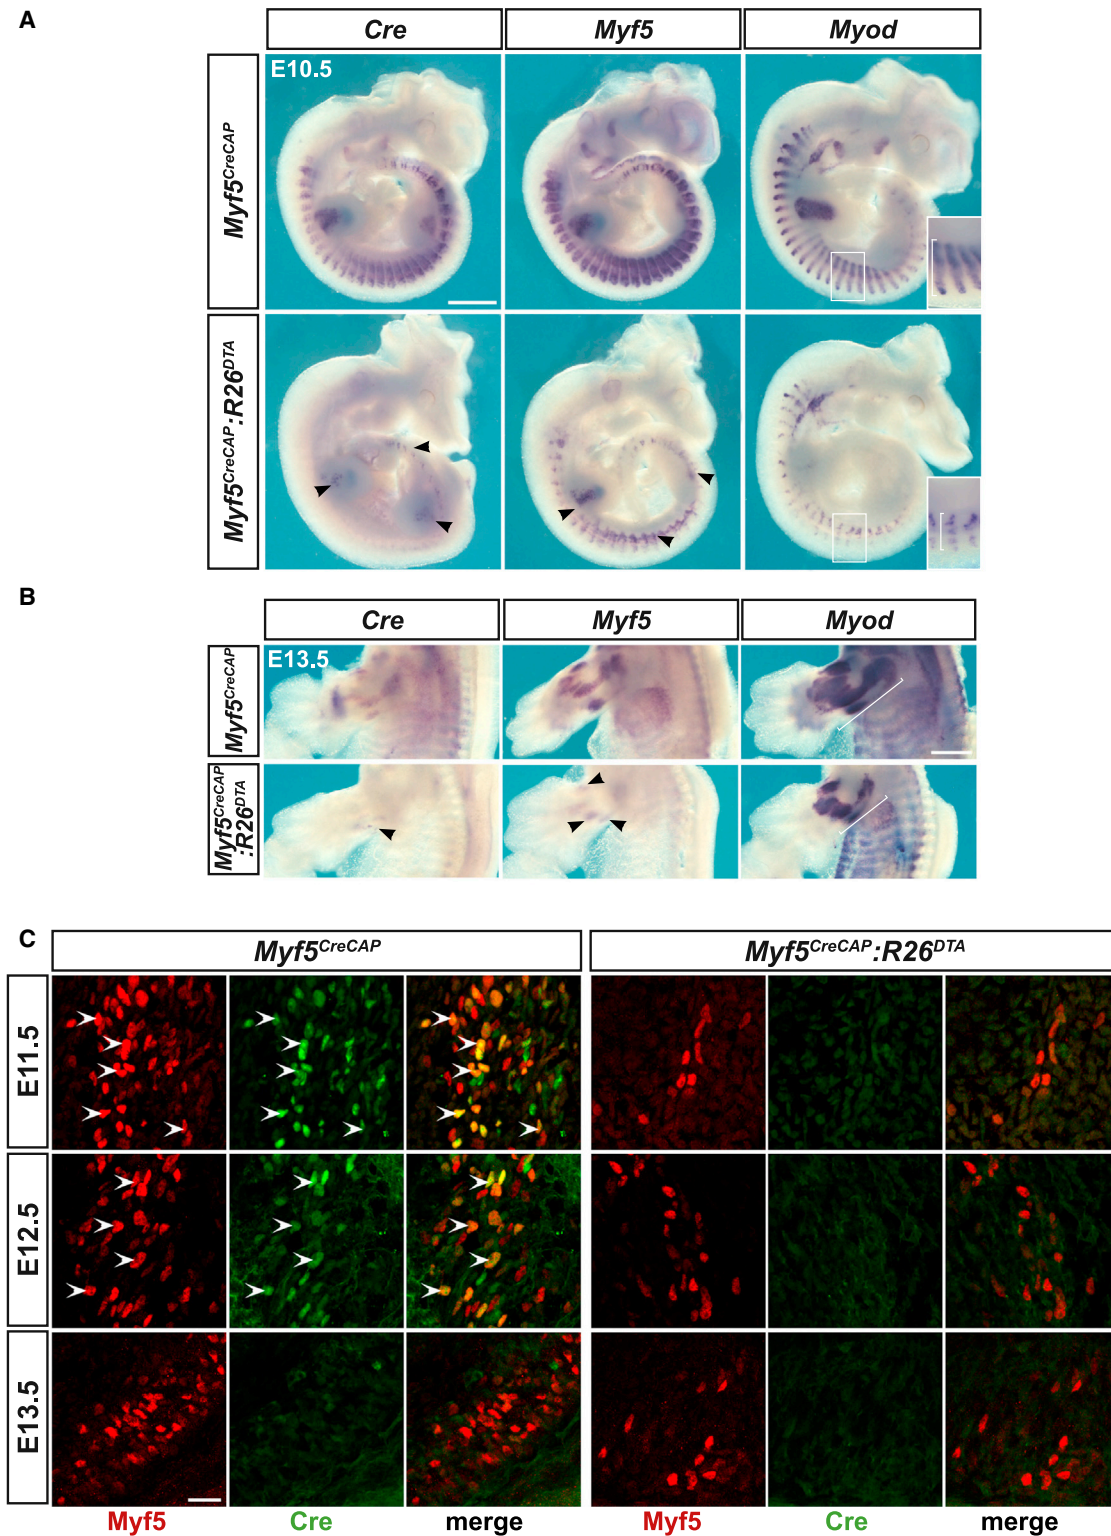 A
Cre Myf5 Myod
Myf5CreCAP
E10.5
Myf5CreCAP:R26DTA
B
Cre Myf5 Myod
Myf5CreCAP
E13.5
Myf5CreCAP
:R26DTA
C
Myf5CreCAP Myf5CreCAP:R26DTA
E11.5
E12.5
E13.5
Myf5 Cre merge Myf5 Cre merge